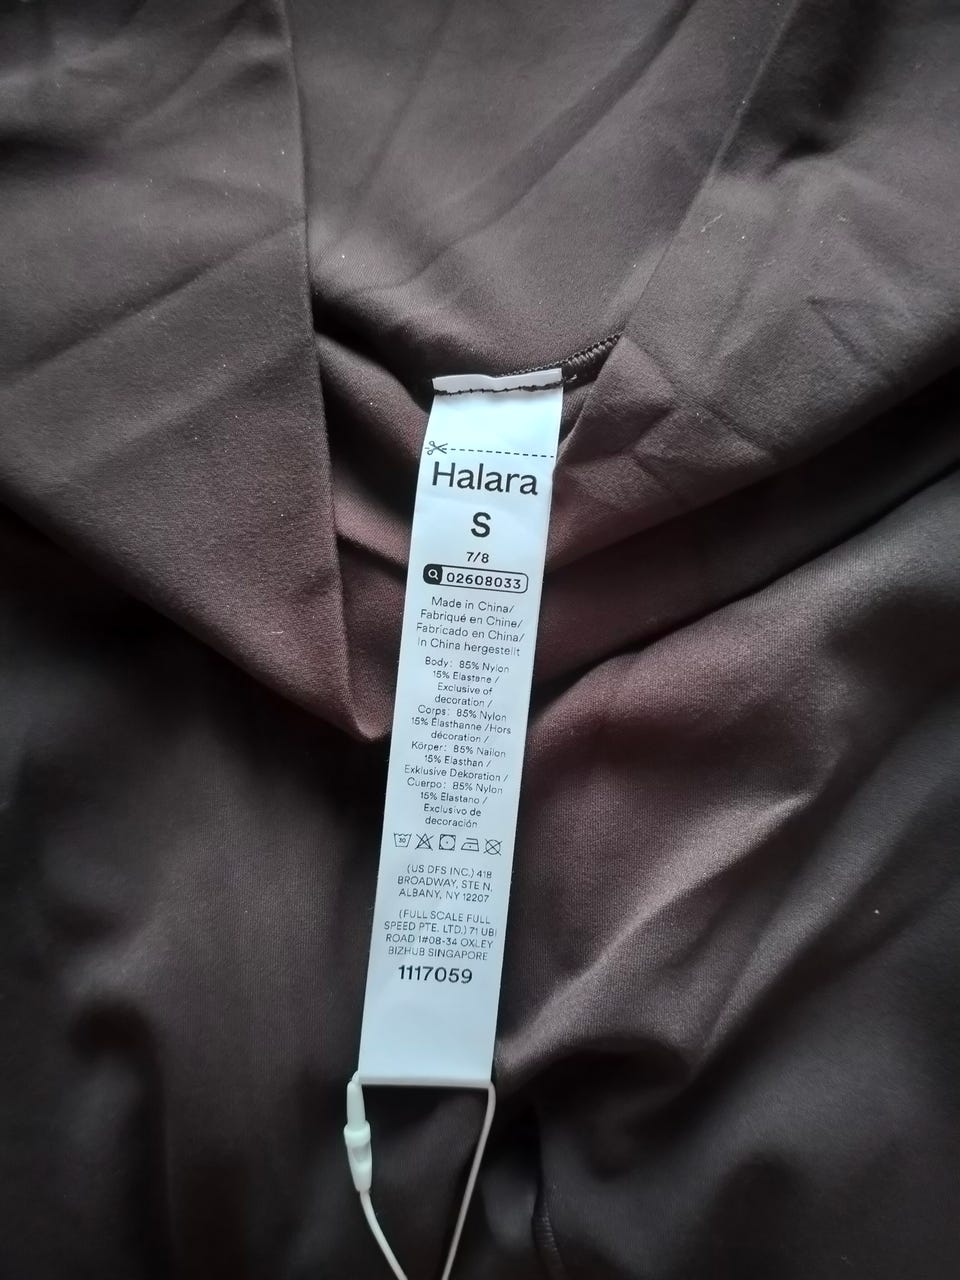 Halara
S
7/8
02608033
Made in China/
Fabriqué en Chine/
Fabricado en China/
In China hergestellt
Body: 85% Nylon
15% Elastane /
Exclusive of
decoration /
Corps: 85% Nylon
15% Élasthanne /Hors
décoration /
Körper: 85% Nailon
15% Elasthan /
Exklusive Dekoration /
Cuerpo: 85% Nylon
15% Elastano /
Exclusivo de
decoración
30
(US DFS INC.) 418
BROADWAY, STE N,
ALBANY, NY 12207
(FULL SCALE FULL
SPEED PTE. LTD.) 71 UBI
ROAD 1#08-34 OXLEY
BIZHUB SINGAPORE
1117059